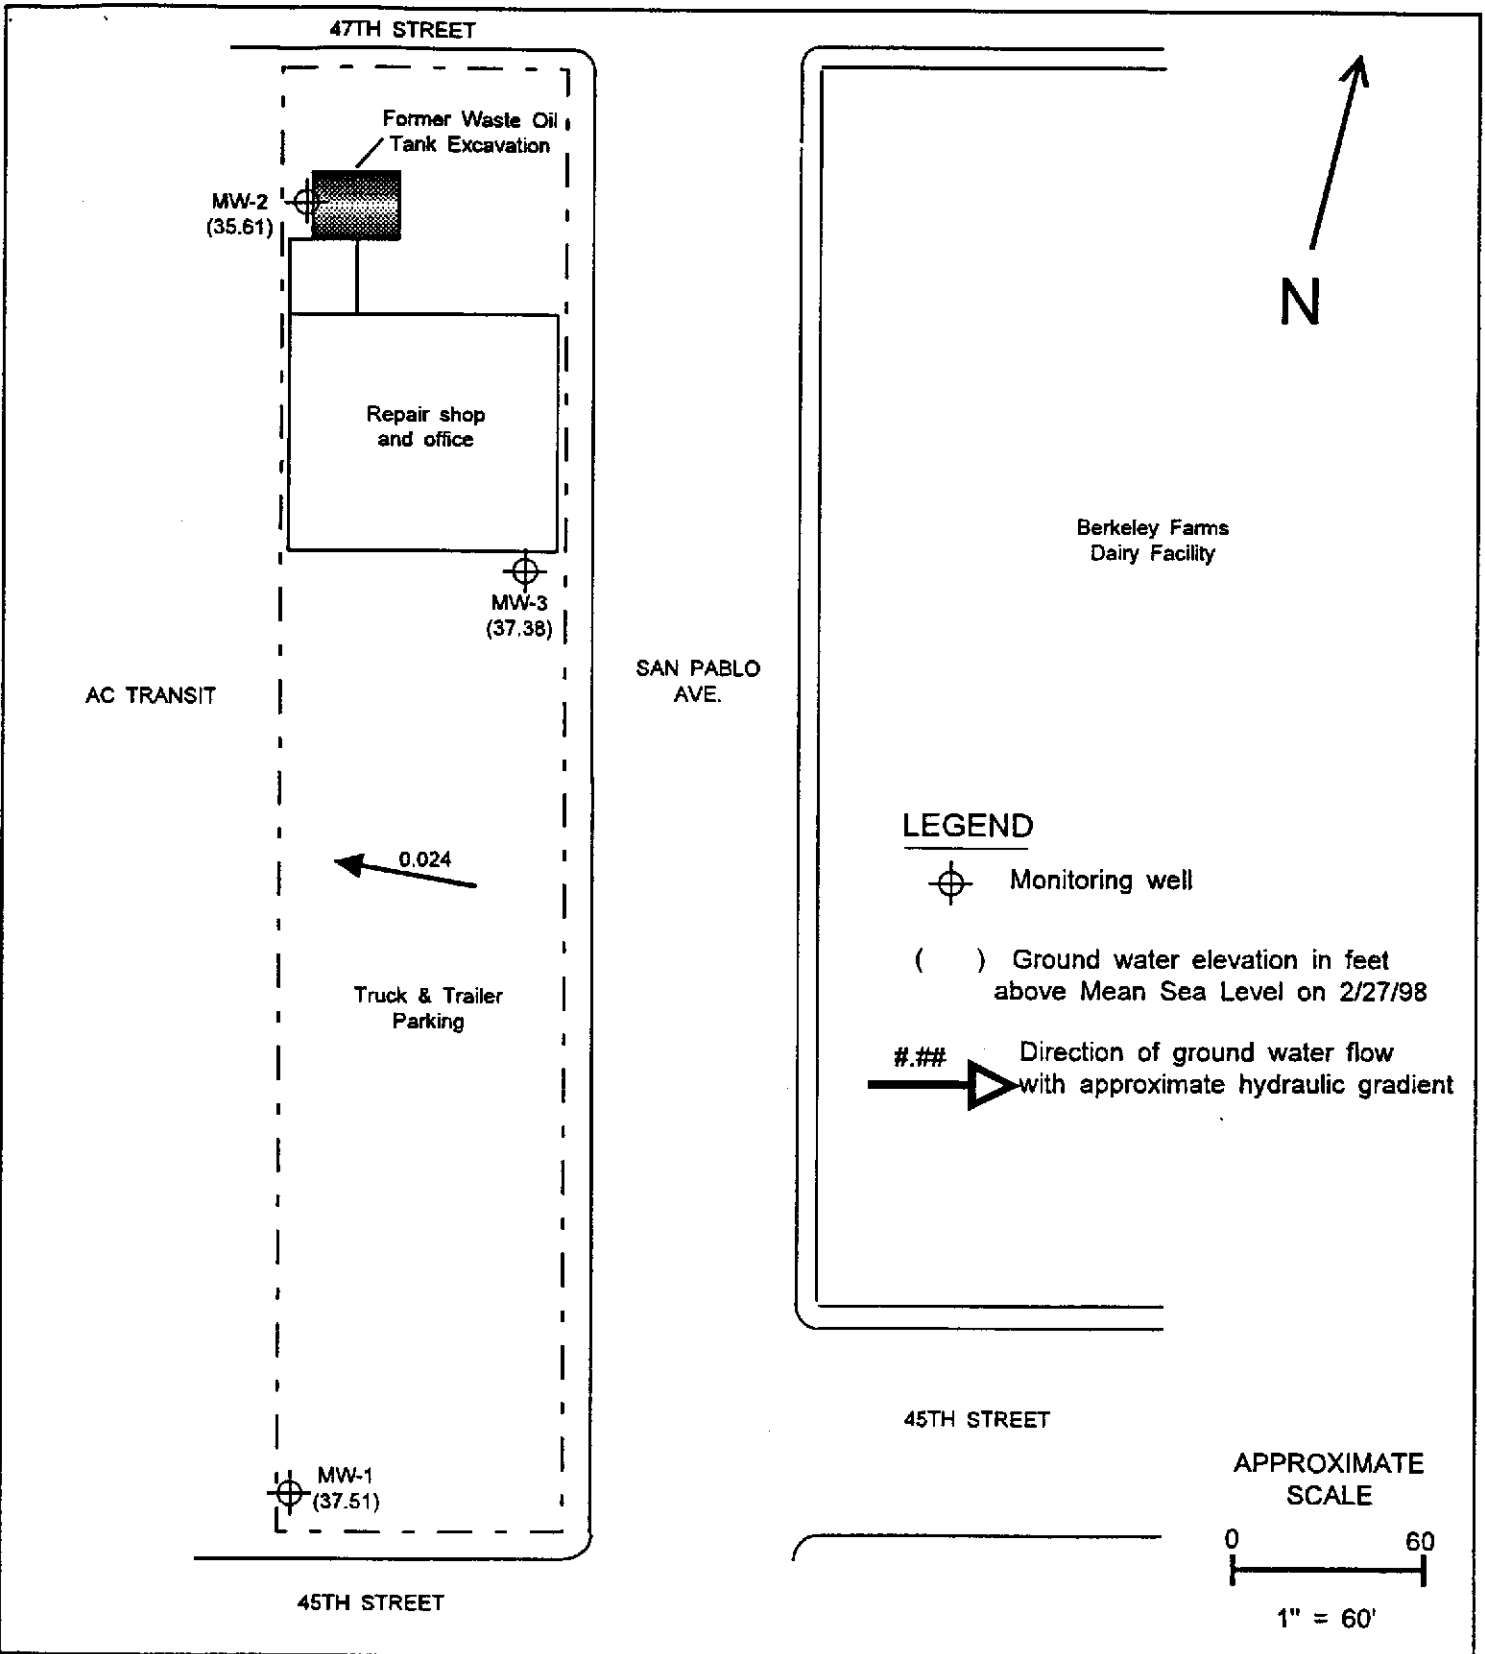 47TH STREET
Former Waste Oil
Tank Excavation
MW-2
(35.61)
N
Repair shop
and office
Berkeley Farms
Dairy Facility
MW-3
(37.38)
SAN PABLO
AVE.
AC TRANSIT
LEGEND
0.024
Monitoring well
( ) Ground water elevation in feet
above Mean Sea Level on 2/27/98
Truck & Trailer
Parking
#.##
Direction of ground water flow
with approximate hydraulic gradient
45TH STREET
MW-1
(37.51)
APPROXIMATE
SCALE
0 60
1" = 60'
45TH STREET